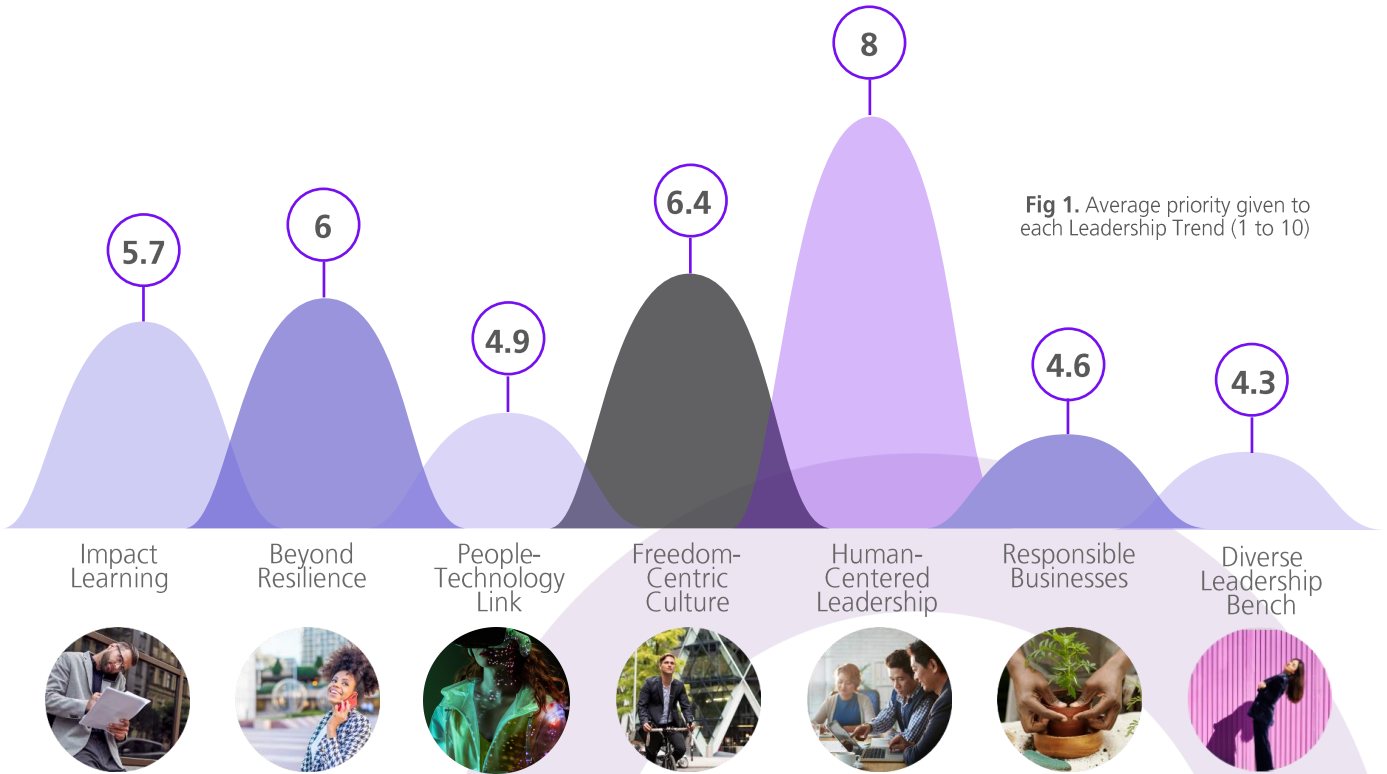 8
6.4
Fig 1. Average priority given to
each Leadership Trend (1 to 10)
6
5.7
4.9
4.6
4.3
Impact
Learning
Beyond
Resilience
People-
Technology
Link
Freedom-
Centric
Culture
Human-
Centered
Leadership
Responsible
Businesses
Diverse
Leadership
Bench